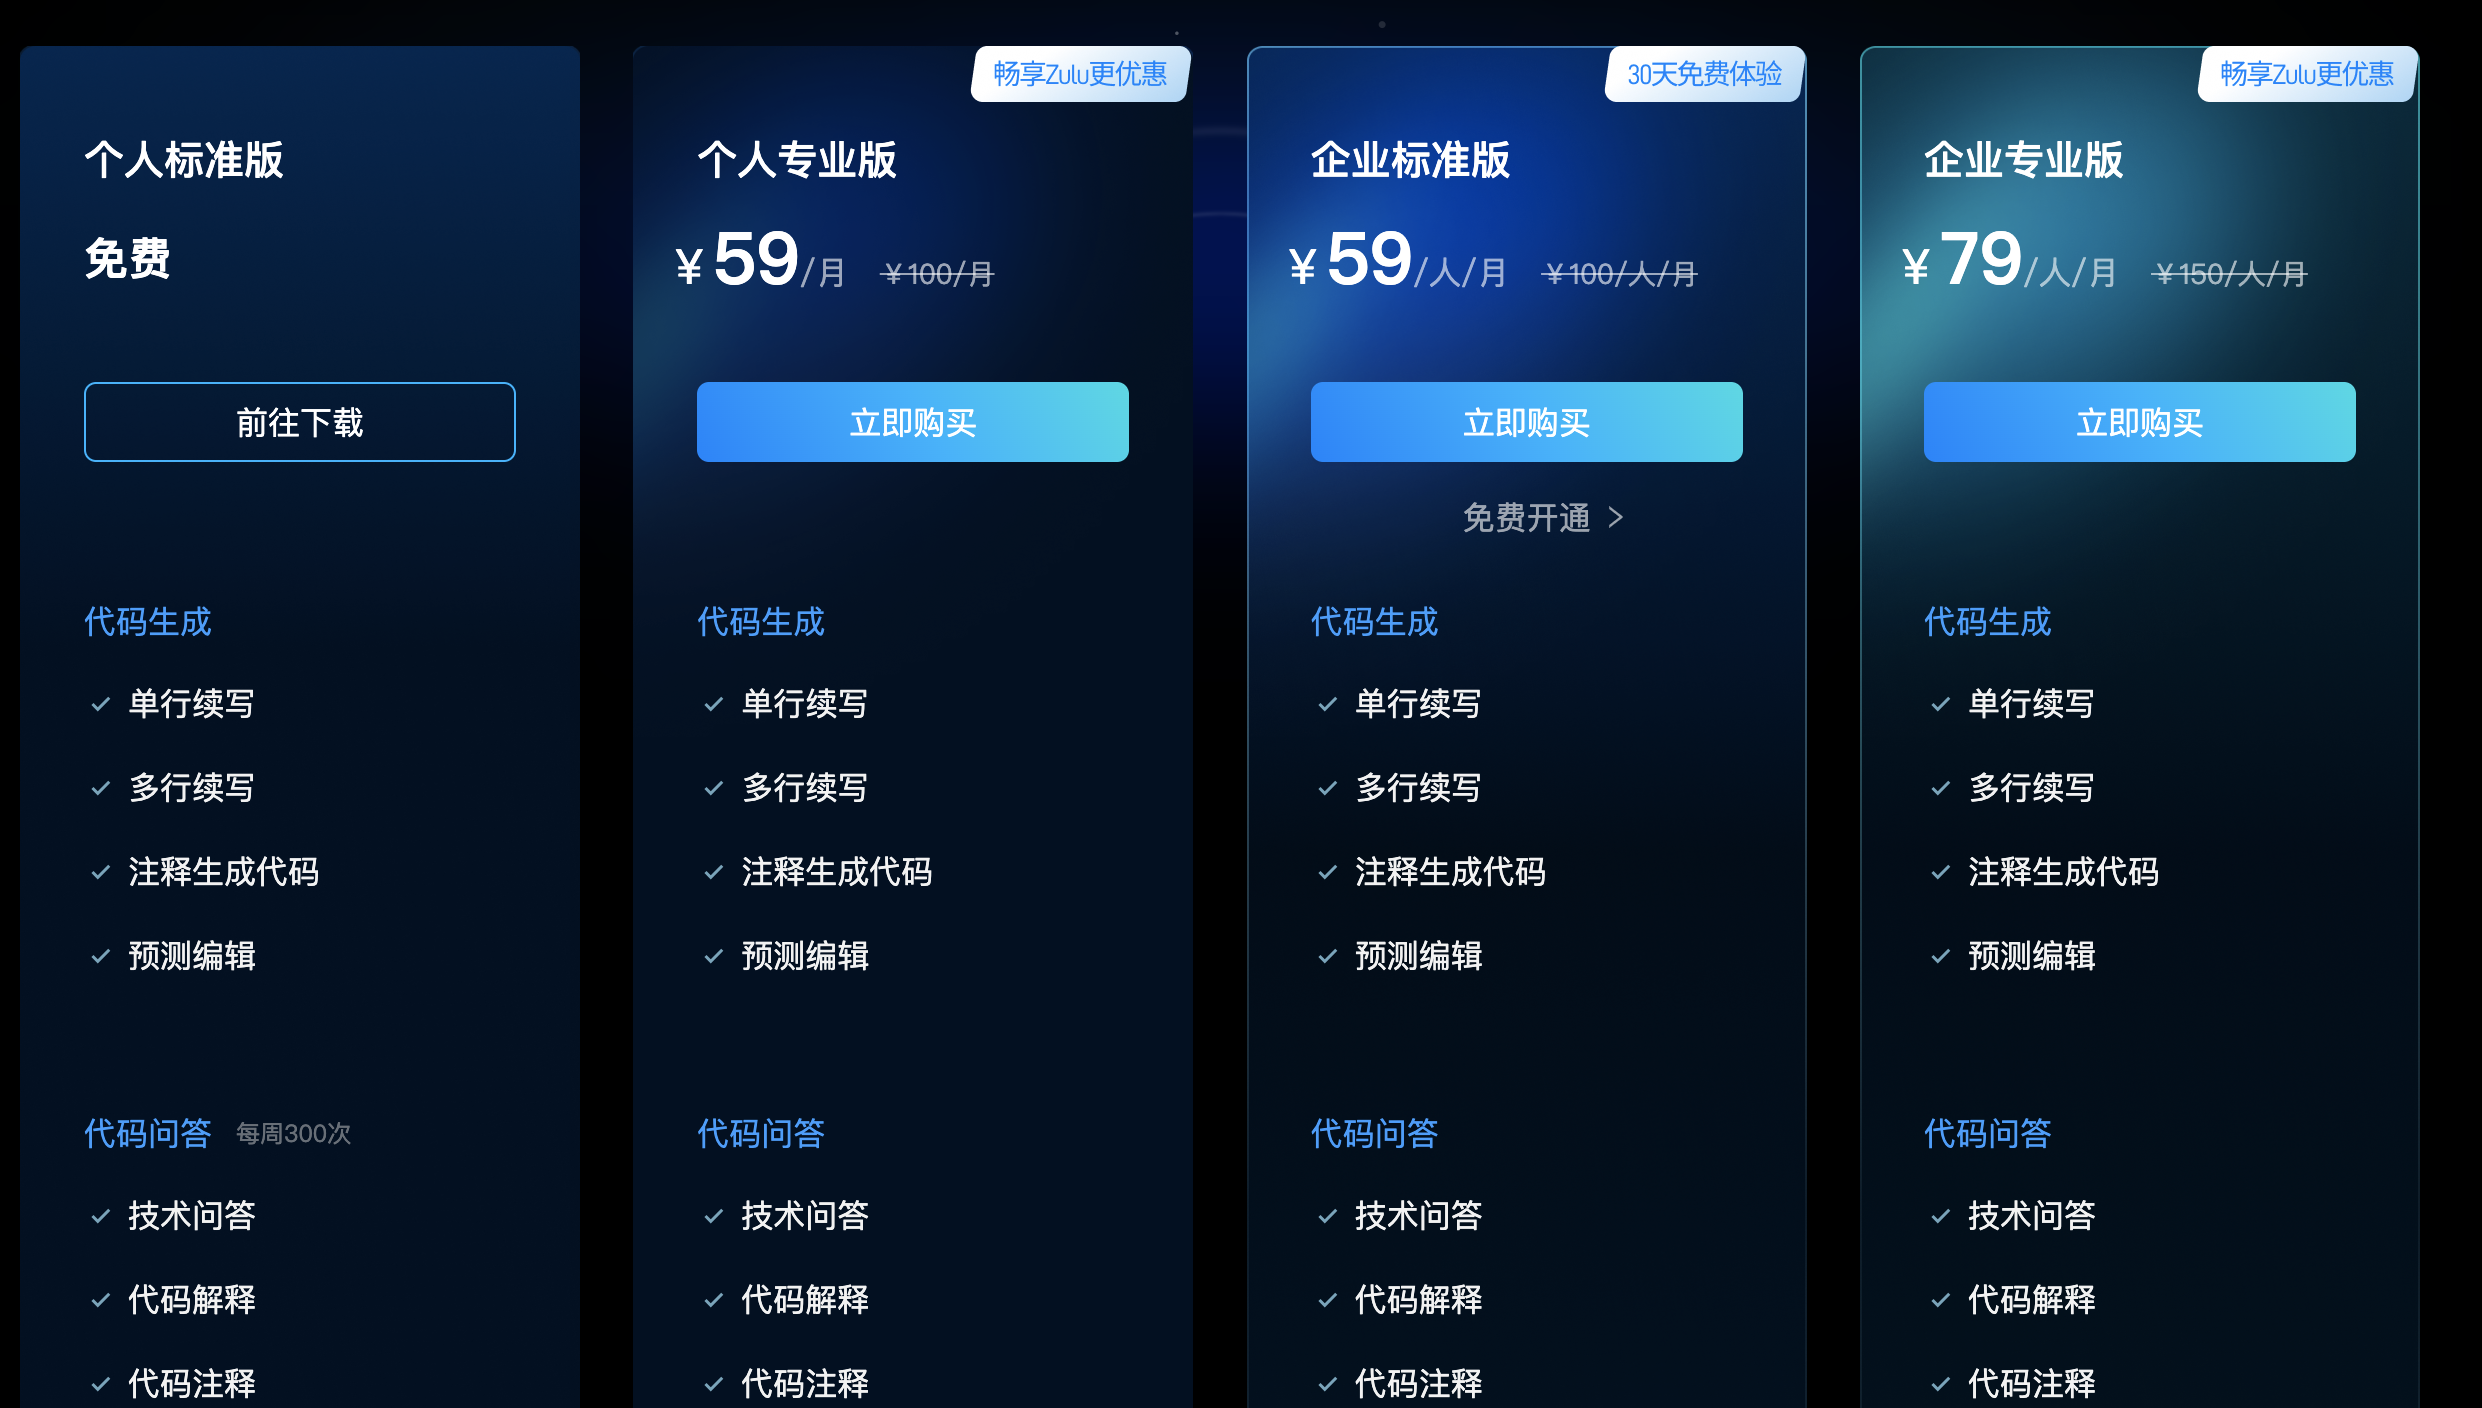 个人标准版
免费
前往下载
代码生成
单行续写
多行续写
注释生成代码
预测编辑
代码问答 每周300次
技术问答
代码解释
代码注释
畅享Zulu更优惠
个人专业版
¥59/月 ¥100/月
立即购买
代码生成
单行续写
多行续写
注释生成代码
预测编辑
代码问答
技术问答
代码解释
代码注释
30天免费体验
企业标准版
¥59/人/月 ¥100/人/月
立即购买
免费开通 >
代码生成
单行续写
多行续写
注释生成代码
预测编辑
代码问答
技术问答
代码解释
代码注释
畅享Zulu更优惠
企业专业版
¥79/人/月 ¥150/人/月
立即购买
代码生成
单行续写
多行续写
注释生成代码
预测编辑
代码问答
技术问答
代码解释
代码注释